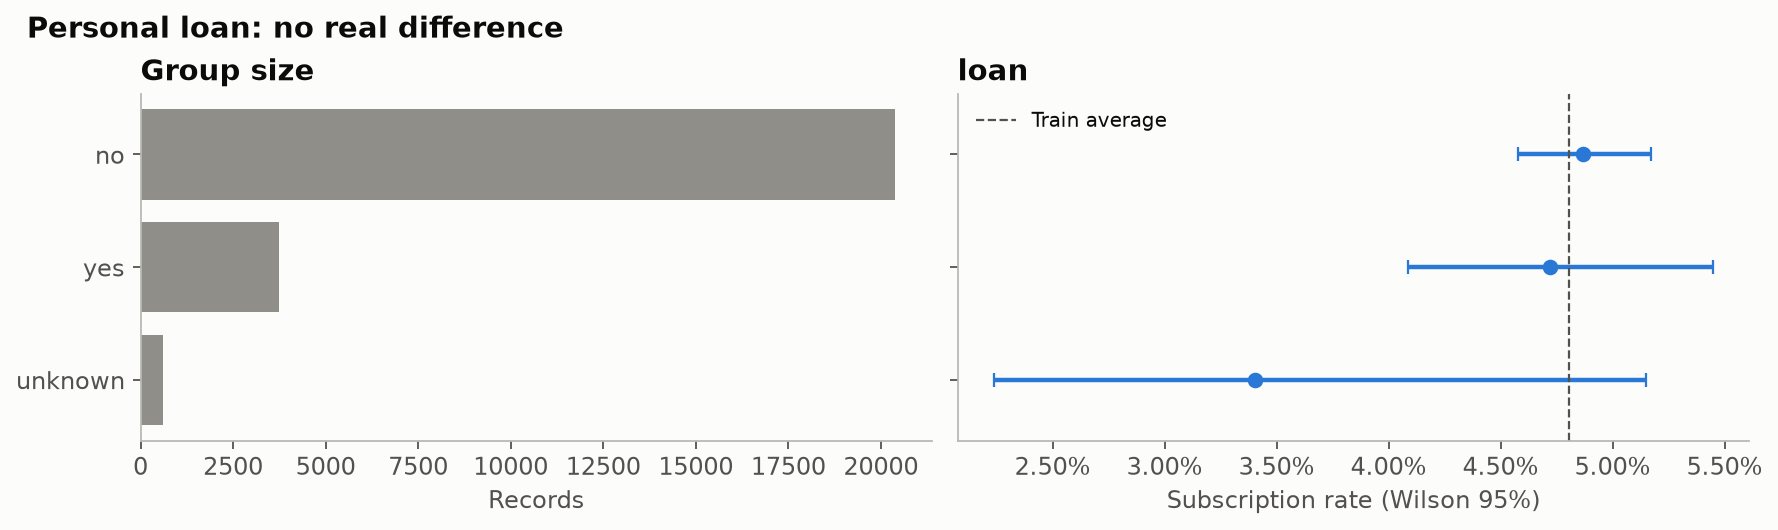 Personal loan: no real difference
Group size
no
yes
unknown
0 2500 5000 7500 10000 12500 15000 17500 20000
Records
loan
Train average
2.50% 3.00% 3.50% 4.00% 4.50% 5.00% 5.50%
Subscription rate (Wilson 95%)